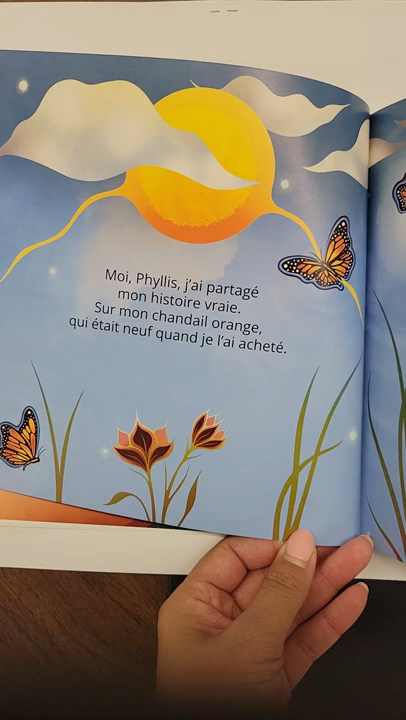 Moi, Phyllis, j'ai partagé
mon histoire vraie.
Sur mon chandail orange,
qui était neuf quand je l'ai acheté.